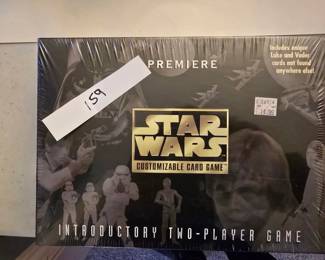 PREMIERE
Includes unique
Luke and Vader
cards not found
anywhere else!
159
STAR
WARS
CUSTOMIZABLE CARD GAME™
INTRODUCTORY TWO-PLAYER GAME